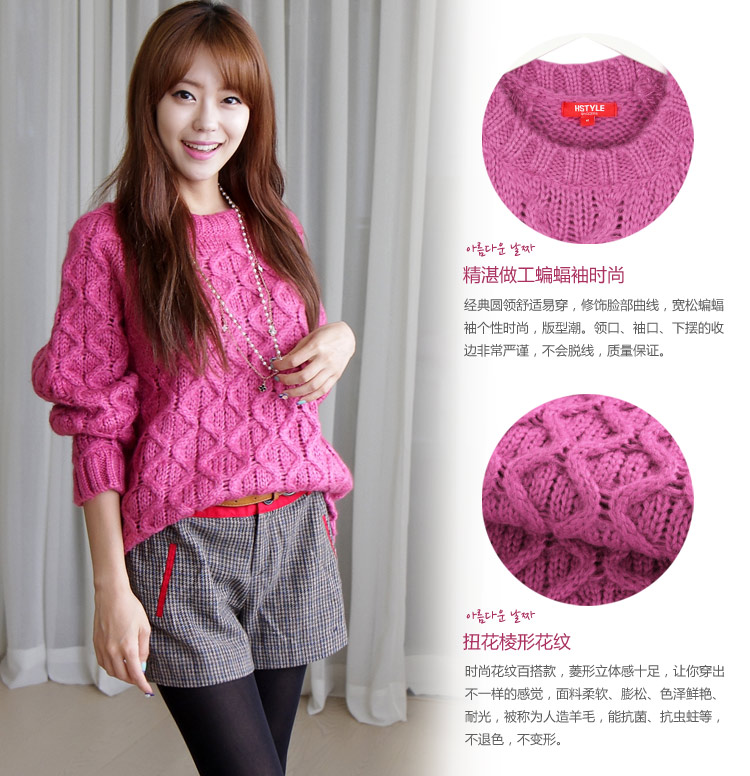 HSTYLE
M
아름다운 날짜
精湛做工蝙蝠袖时尚
经典圆领舒适易穿，修饰脸部曲线，宽松蝙蝠
袖个性时尚，版型潮。领口、袖口、下摆的收
边非常严谨，不会脱线，质量保证。
아름다운 날짜
扭花棱形花纹
时尚花纹百搭款，菱形立体感十足，让你穿出
不一样的感觉，面料柔软、膨松、色泽鲜艳、
耐光，被称为人造羊毛，能抗菌、抗虫蛀等，
不退色，不变形。